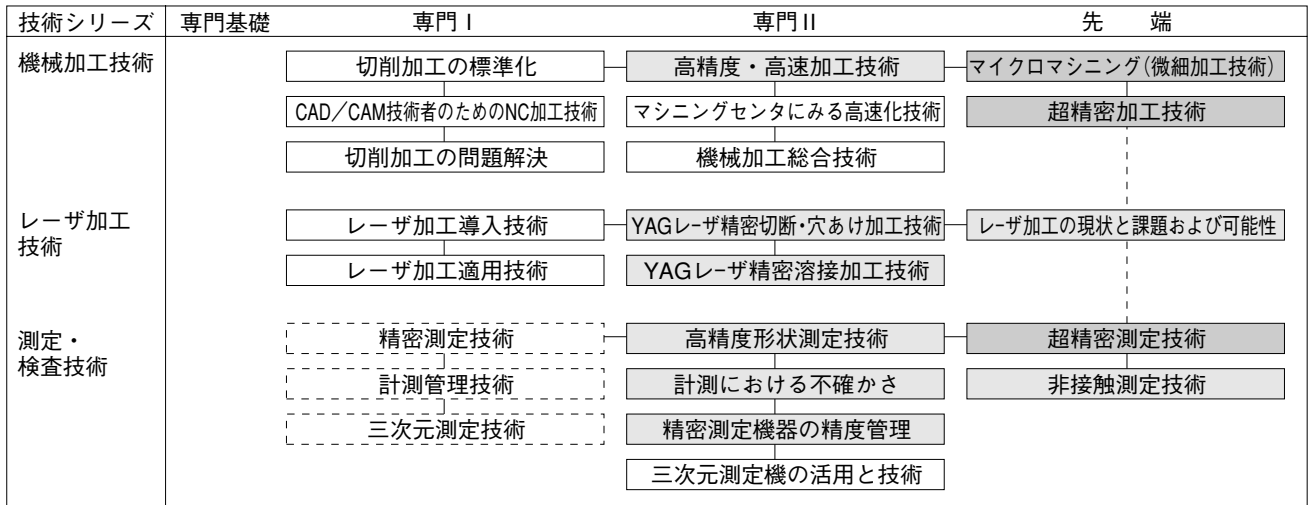 技術シリーズ 専門基礎 専門Ⅰ 専門Ⅱ 先 端
機械加工技術
切削加工の標準化 高精度・高速加工技術 マイクロマシニング(微細加工技術)
CAD/CAM技術者のためのNC加工技術 マシニングセンタにみる高速化技術 超精密加工技術
切削加工の問題解決 機械加工総合技術
レーザ加工
技術
レーザ加工導入技術 YAGレーザ精密切断・穴あけ加工技術 レーザ加工の現状と課題および可能性
レーザ加工適用技術 YAGレーザ精密溶接加工技術
測定・
検査技術
精密測定技術 高精度形状測定技術 超精密測定技術
計測管理技術 計測における不確かさ 非接触測定技術
三次元測定技術 精密測定機器の精度管理
三次元測定機の活用と技術